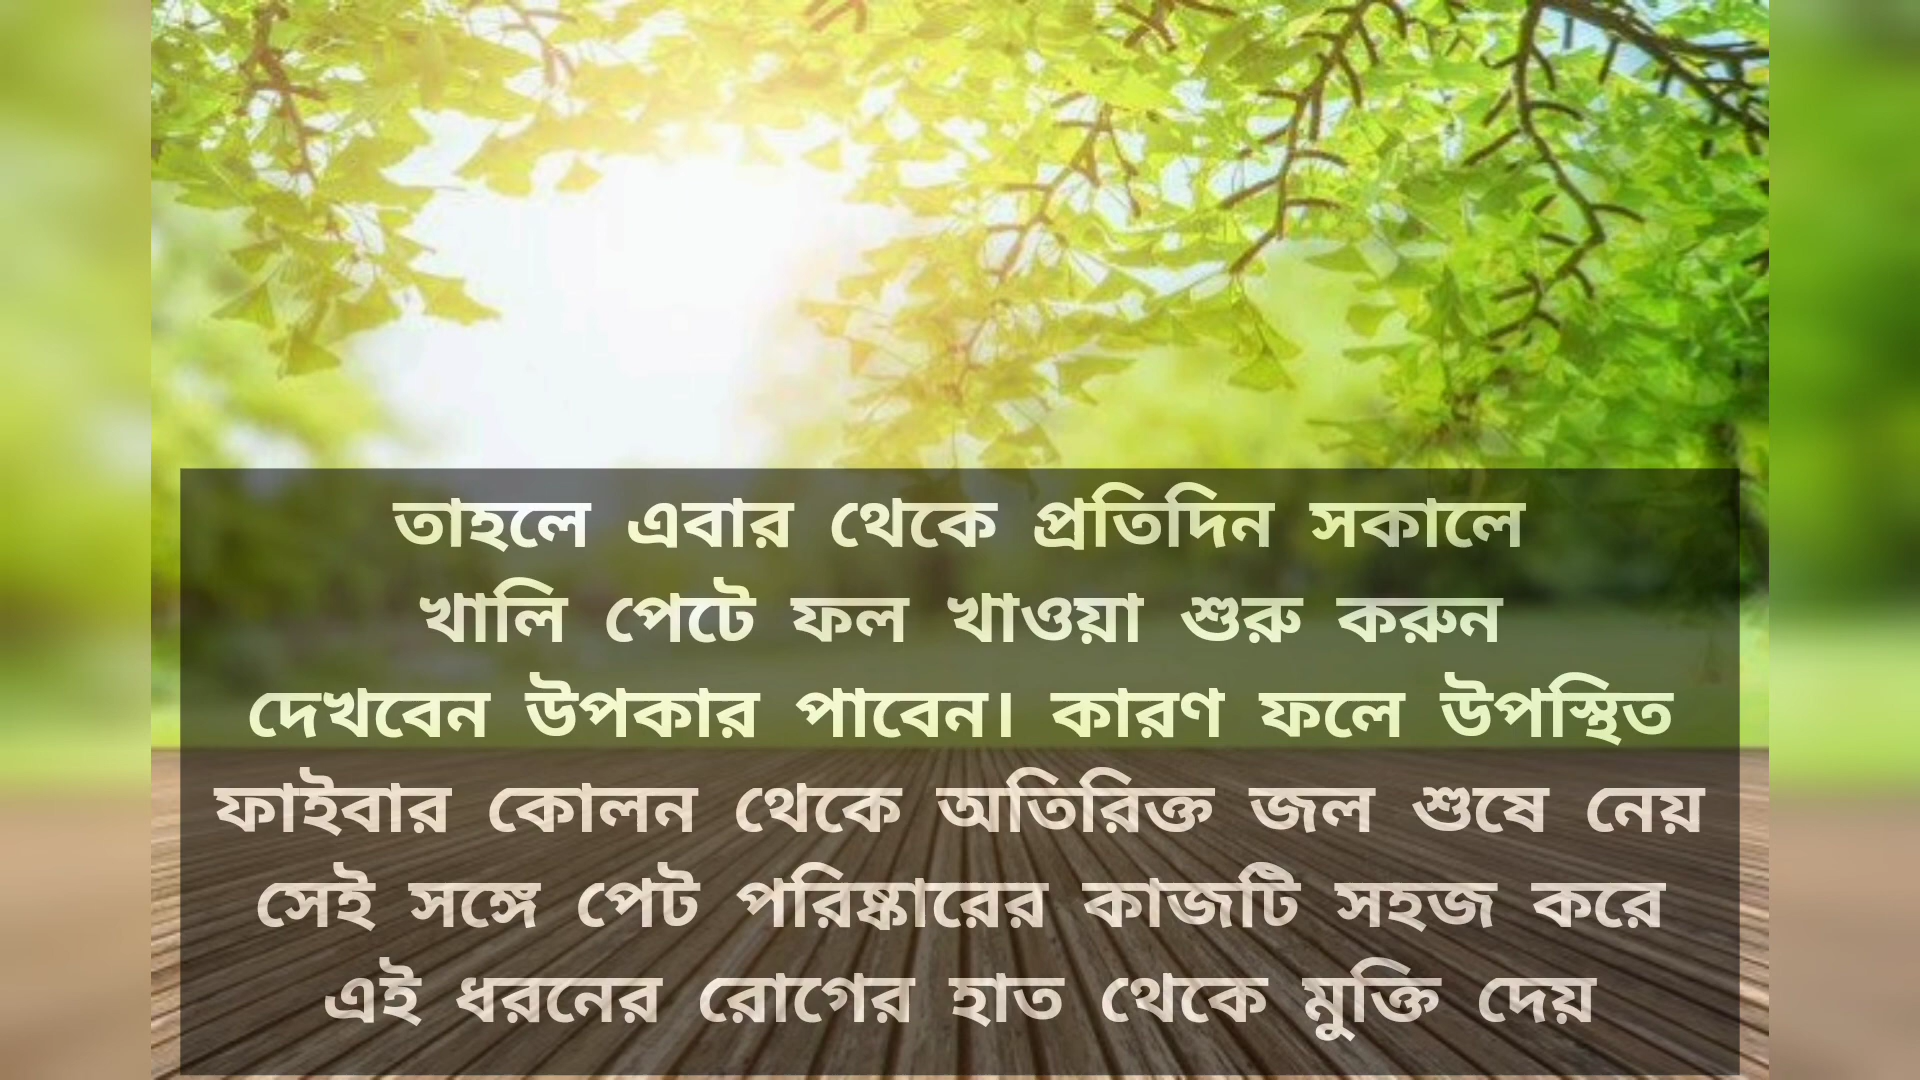 তাহলে এবার থেকে প্রতিদিন সকালে
খালি পেটে ফল খাওয়া শুরু করুন
দেখবেন উপকার পাবেন। কারণ ফলে উপস্থিত
ফাইবার কোলন থেকে অতিরিক্ত জল শুষে নেয়
সেই সঙ্গে পেট পরিষ্কারের কাজটি সহজ করে
এই ধরনের রোগের হাত থেকে মুক্তি দেয়